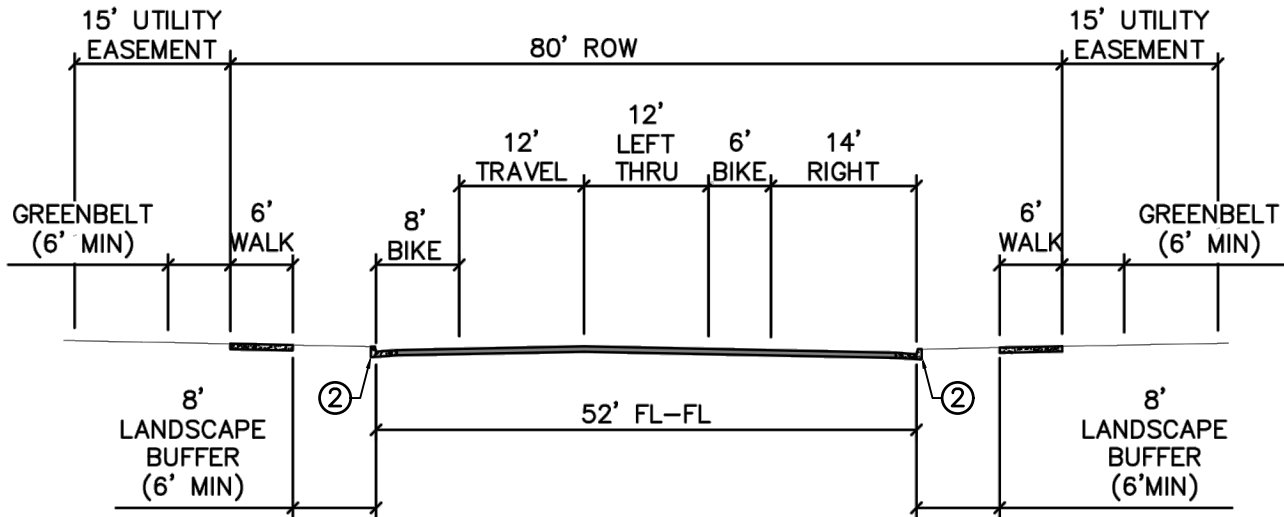 15' UTILITY
EASEMENT
80' ROW
15' UTILITY
EASEMENT
12'
TRAVEL
12'
LEFT
THRU
6'
BIKE
14'
RIGHT
GREENBELT
(6' MIN)
6'
WALK
8'
BIKE
6'
WALK
GREENBELT
(6' MIN)
2
2
8'
LANDSCAPE
BUFFER
(6' MIN)
52' FL-FL
8'
LANDSCAPE
BUFFER
(6'MIN)